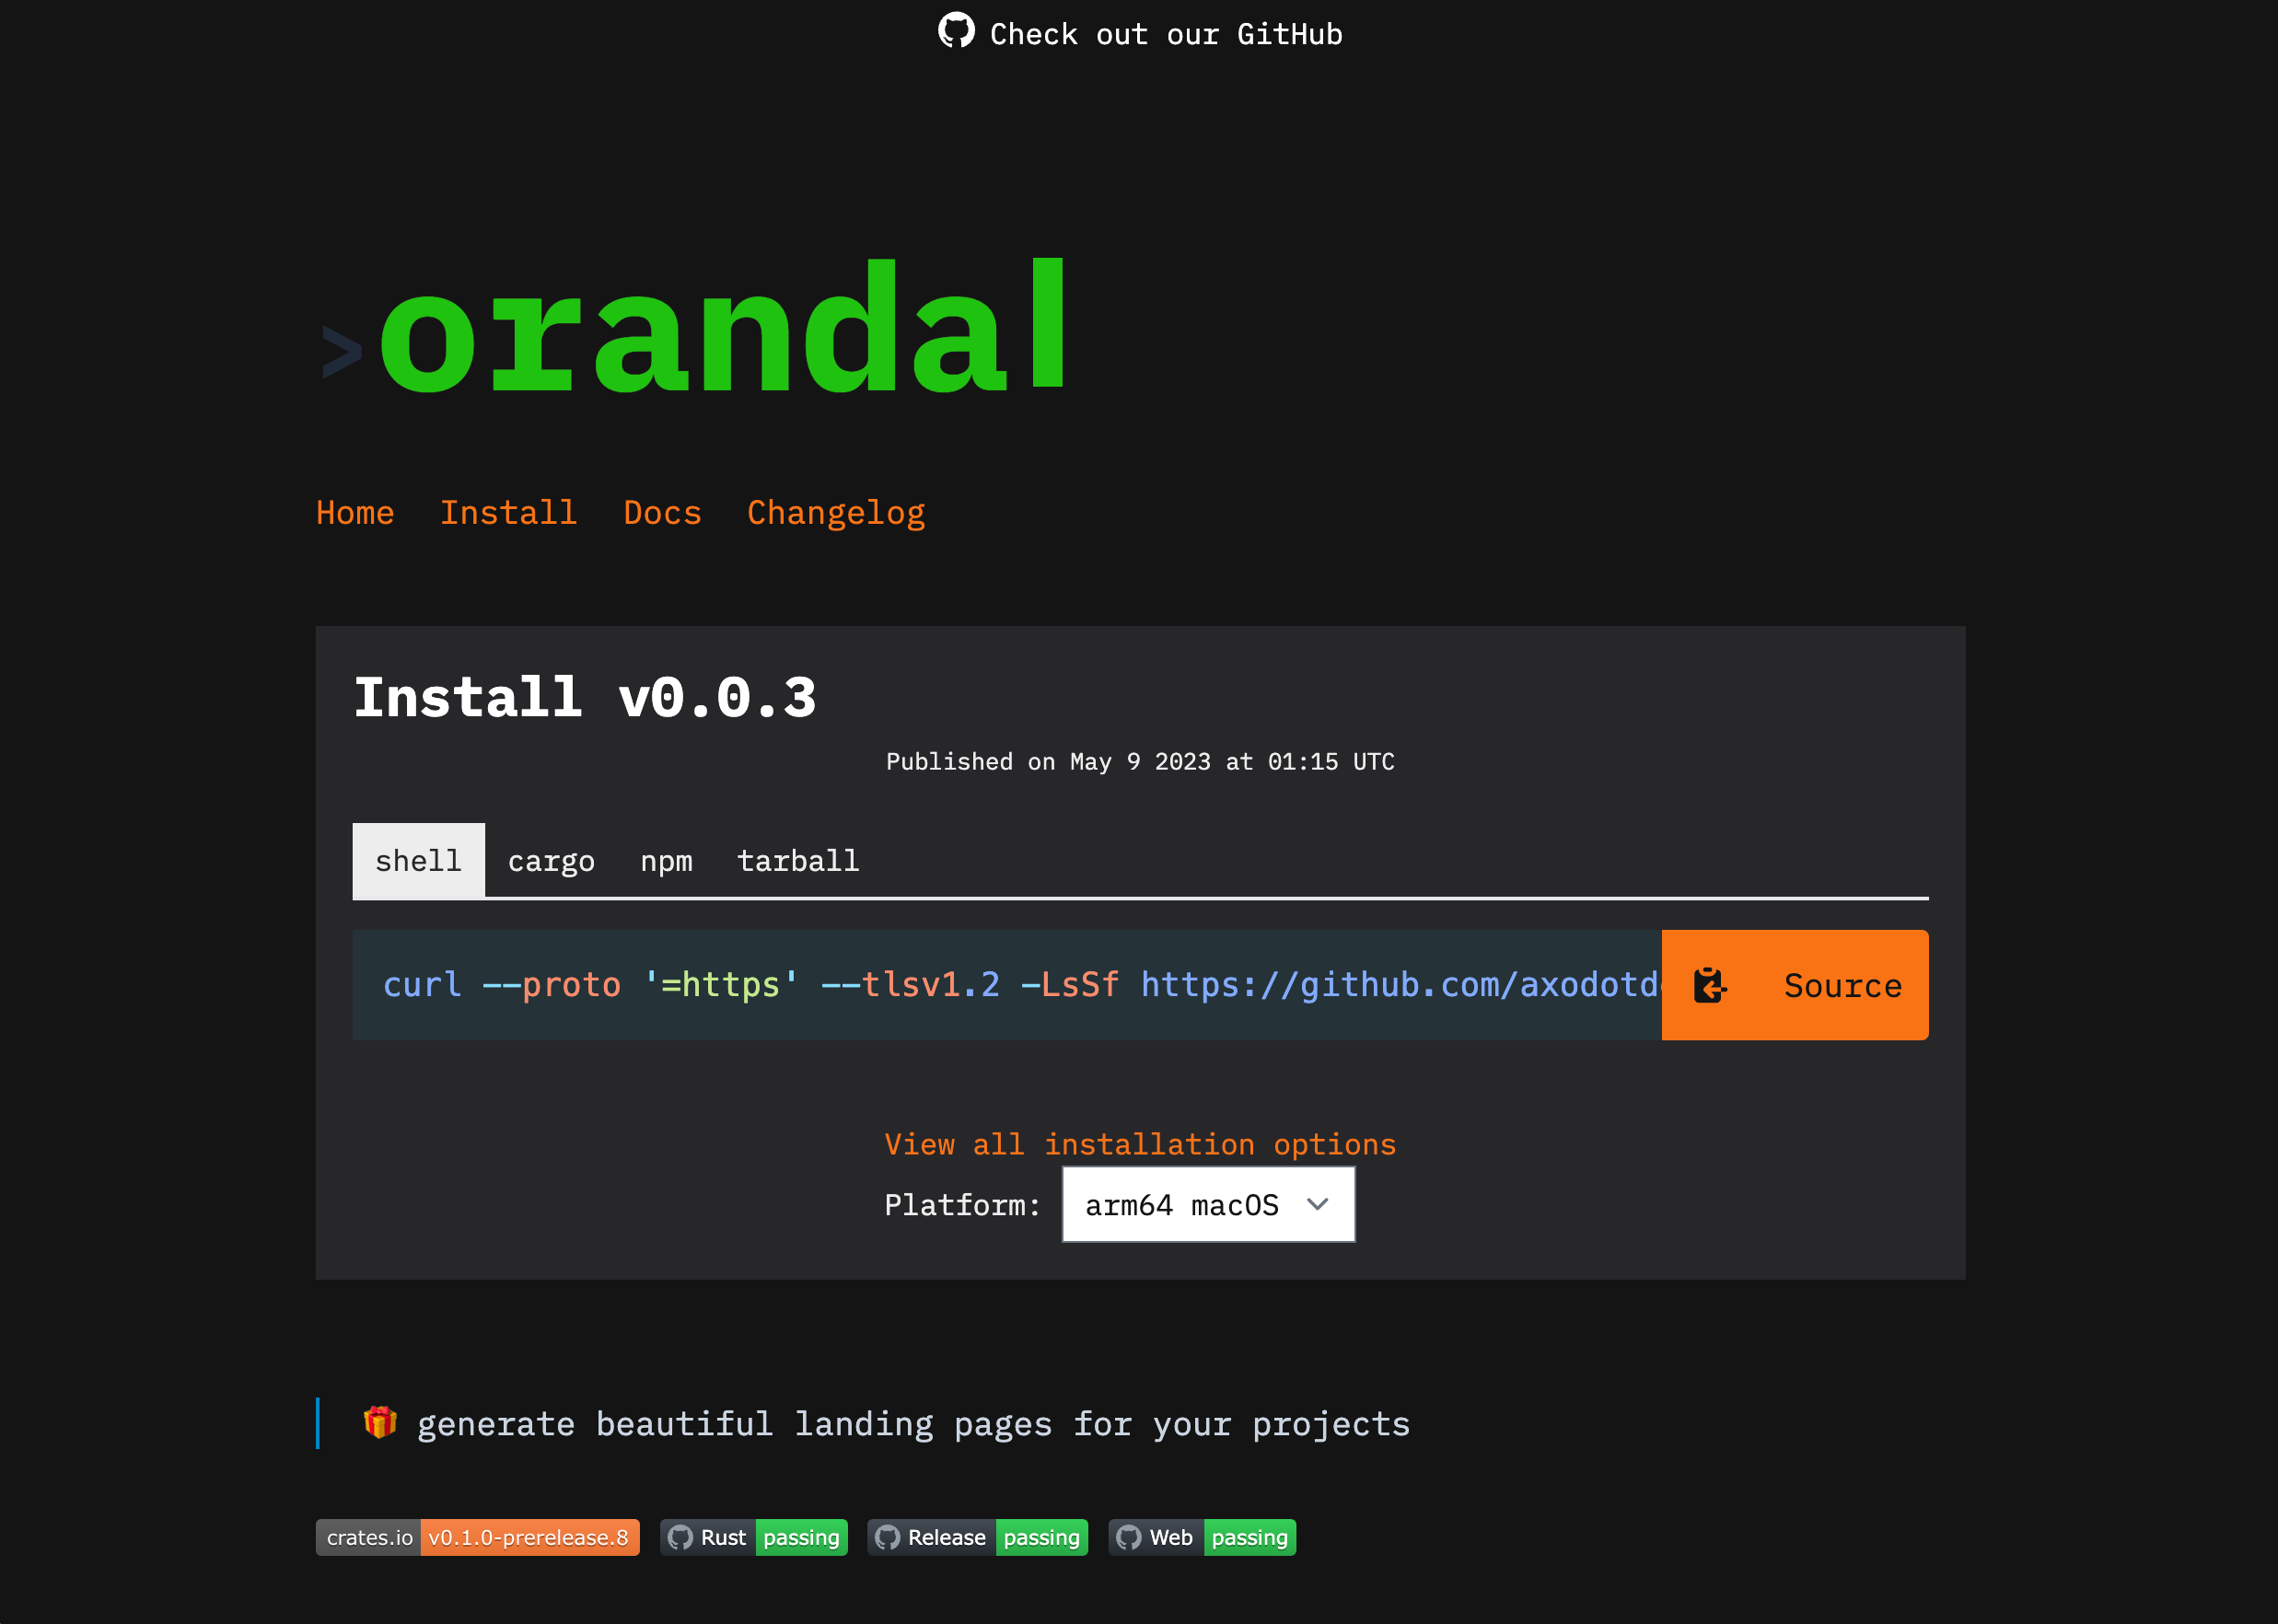 Check out our GitHub
>orandal
Home Install Docs Changelog
Install v0.0.3
Published on May 9 2023 at 01:15 UTC
shell cargo npm tarball
curl --proto '=https' --tlsv1.2 -LsSf https://github.com/axodotd Source
View all installation options
Platform: arm64 macOS
🎁 generate beautiful landing pages for your projects
crates.io v0.1.0-prerelease.8 Rust passing Release passing Web passing